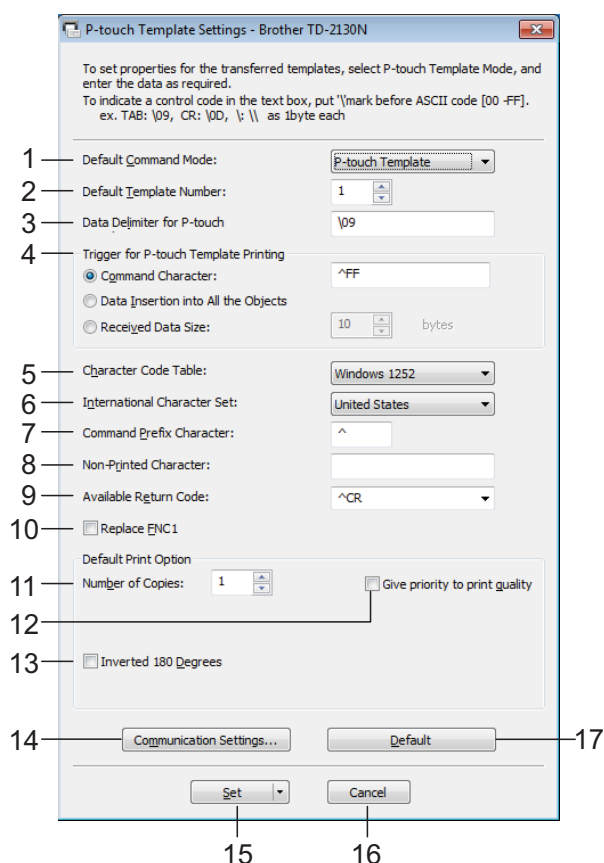 P-touch Template Settings - Brother TD-2130N
To set properties for the transferred templates, select P-touch Template Mode, and
enter the data as required.
To indicate a control code in the text box, put '\'mark before ASCII code [00 -FF].
ex. TAB: \09, CR: \0D, \: \\ as 1byte each
1 Default Command Mode: P-touch Template
2 Default Template Number: 1
3 Data Delimiter for P-touch \09
4 Trigger for P-touch Template Printing
Command Character: ^FF
Data Insertion into All the Objects
Received Data Size: 10 bytes
5 Character Code Table: Windows 1252
6 International Character Set: United States
7 Command Prefix Character: ^
8 Non-Printed Character:
9 Available Return Code: ^CR
10 Replace FNC1
Default Print Option
11 Number of Copies: 1 Give priority to print quality
12
13 Inverted 180 Degrees
14 Communication Settings... Default 17
Set Cancel
15 16